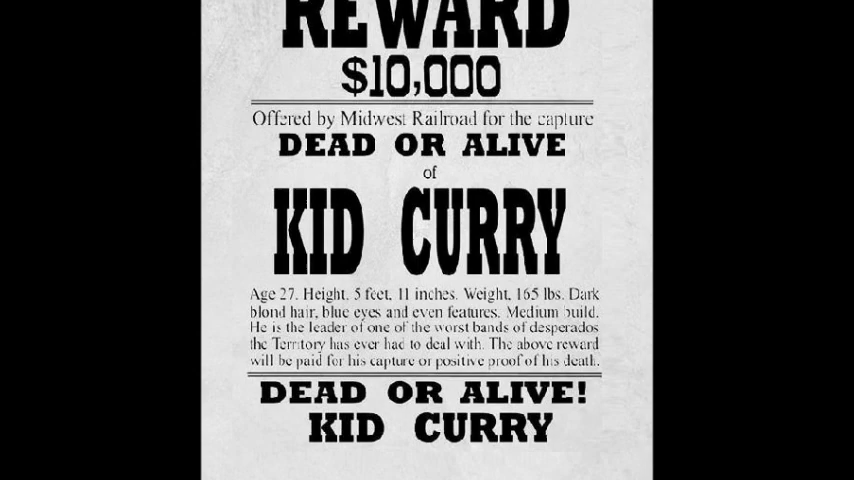 REWARD
$10,000
Offered by Midwest Railroad for the capture
DEAD OR ALIVE
of
KID CURRY
Age 27. Height, 5 feet, 11 inches. Weight, 165 lbs. Dark
blond hair, blue eyes and even features. Medium build.
He is the leader of one of the worst bands of desperados
the Territory has ever had to deal with. The above reward
will be paid for his capture or positive proof of his death.
DEAD OR ALIVE!
KID CURRY